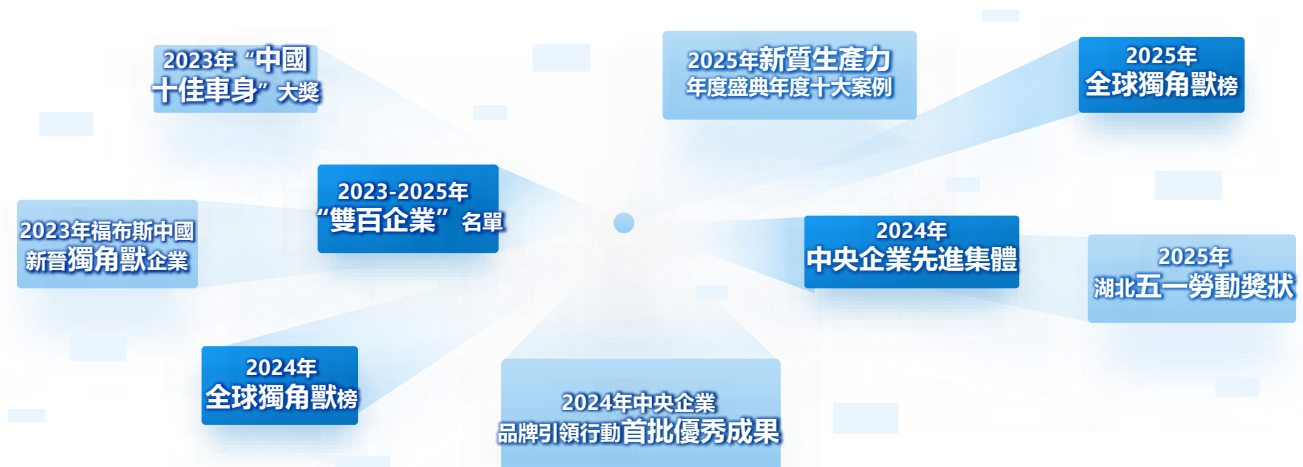 2023年“中國
十佳車身”大獎
2025年新質生產力
年度盛典年度十大案例
2025年
全球獨角獸榜
2023-2025年
“雙百企業”名單
2023年福布斯中國
新晉獨角獸企業
2024年
中央企業先進集體
2025年
湖北五一勞動獎狀
2024年
全球獨角獸榜
2024年中央企業
品牌引領行動首批優秀成果